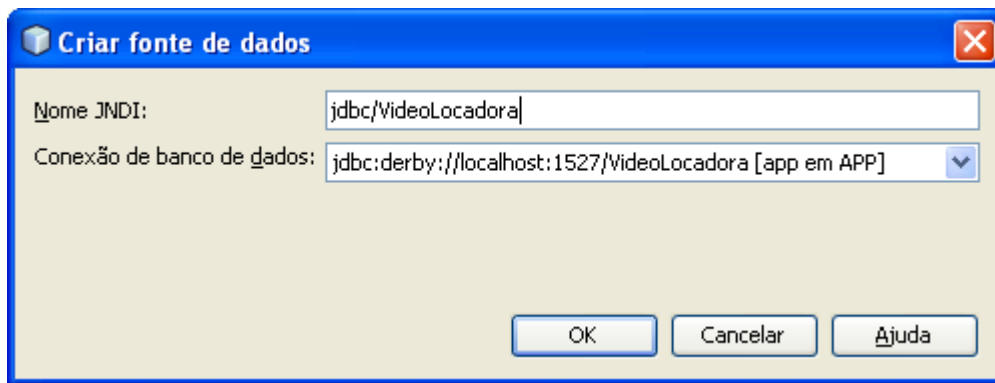 Criar fonte de dados
Nome JNDI: jdbc/VideoLocadora
Conexão de banco de dados: jdbc:derby://localhost:1527/VideoLocadora [app em APP]
OK Cancelar Ajuda